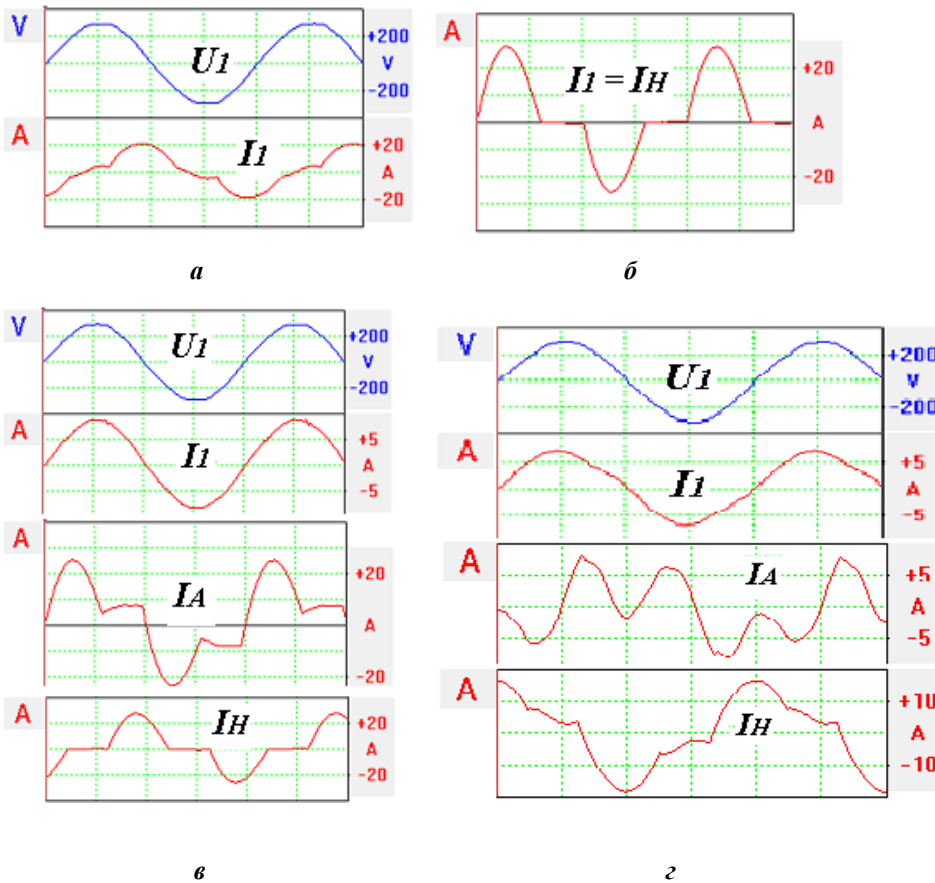 V
U1
+200
V
-200
A
I1
+20
A
-20
а
A
I1 = IH
+20
A
-20
б
V
U1
+200
V
-200
A
I1
+5
A
-5
A
IA
+20
A
-20
A
IH
+20
A
-20
в
V
U1
+200
V
-200
A
I1
+5
A
-5
A
IA
+5
A
-5
A
IH
+10
A
-10
г